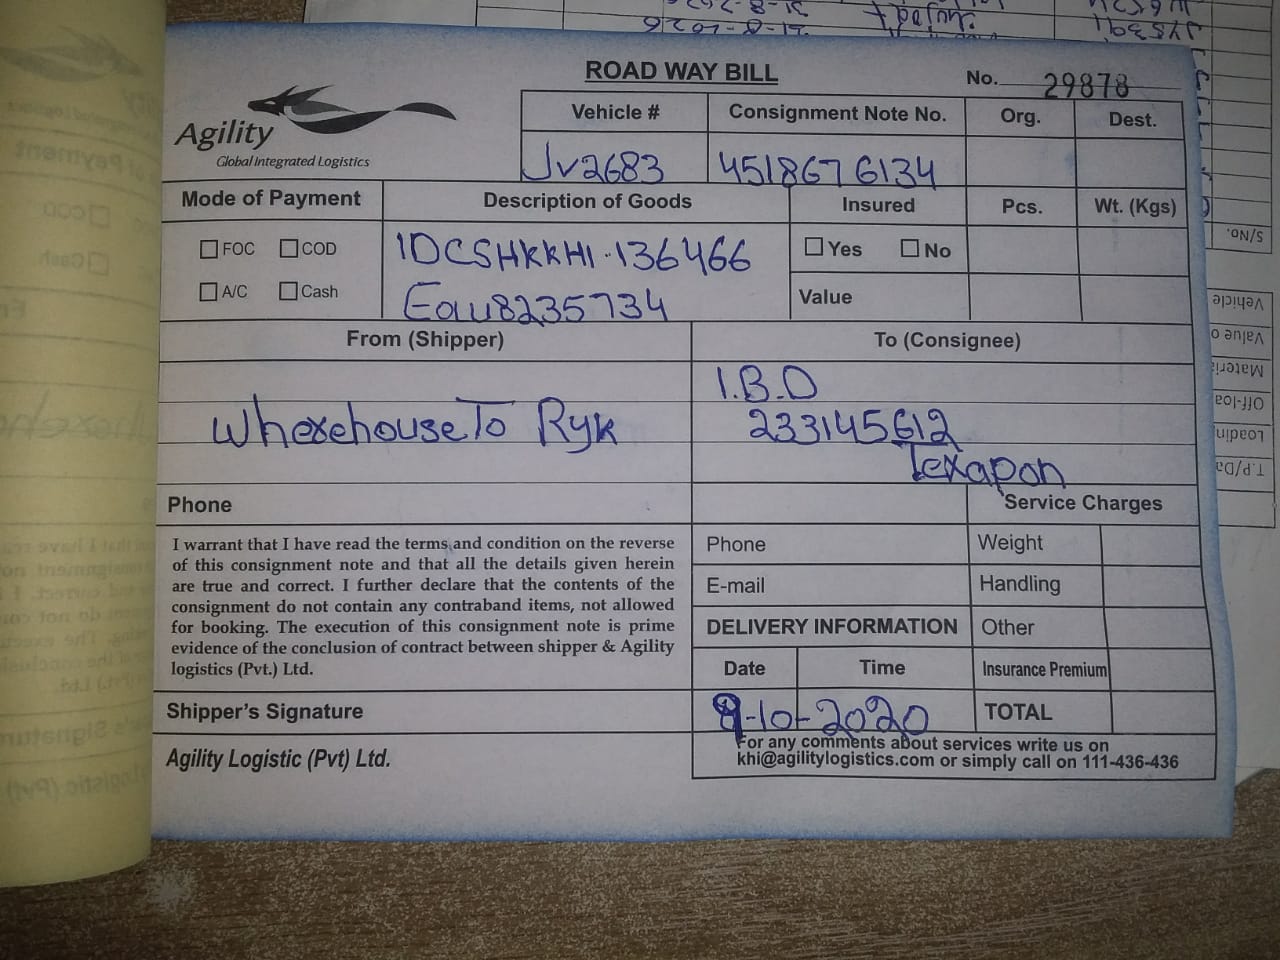 ROAD WAY BILL
No. 29878
Agility
Global Integrated Logistics
Vehicle # Consignment Note No. Org. Dest.
Jv2683 4518676134
Mode of Payment Description of Goods Insured Pcs. Wt. (Kgs)
FOC COD 1DCSHKKHI-136466 Yes No
A/C Cash Eau8235734 Value
From (Shipper) To (Consignee)
I.B.D
WhexehouseTo Ryk 233145612
Texapon
Phone Service Charges
I warrant that I have read the terms and condition on the reverse
of this consignment note and that all the details given herein
are true and correct. I further declare that the contents of the
consignment do not contain any contraband items, not allowed
for booking. The execution of this consignment note is prime
evidence of the conclusion of contract between shipper & Agility
logistics (Pvt.) Ltd.
Phone Weight
E-mail Handling
DELIVERY INFORMATION Other
Date Time Insurance Premium
Shipper's Signature 9-10-2020 TOTAL
Agility Logistic (Pvt) Ltd.
For any comments about services write us on
khi@agilitylogistics.com or simply call on 111-436-436
S/No.
Vehicle
Value o
Materia
Off-loa
Loadin
T.P/Da